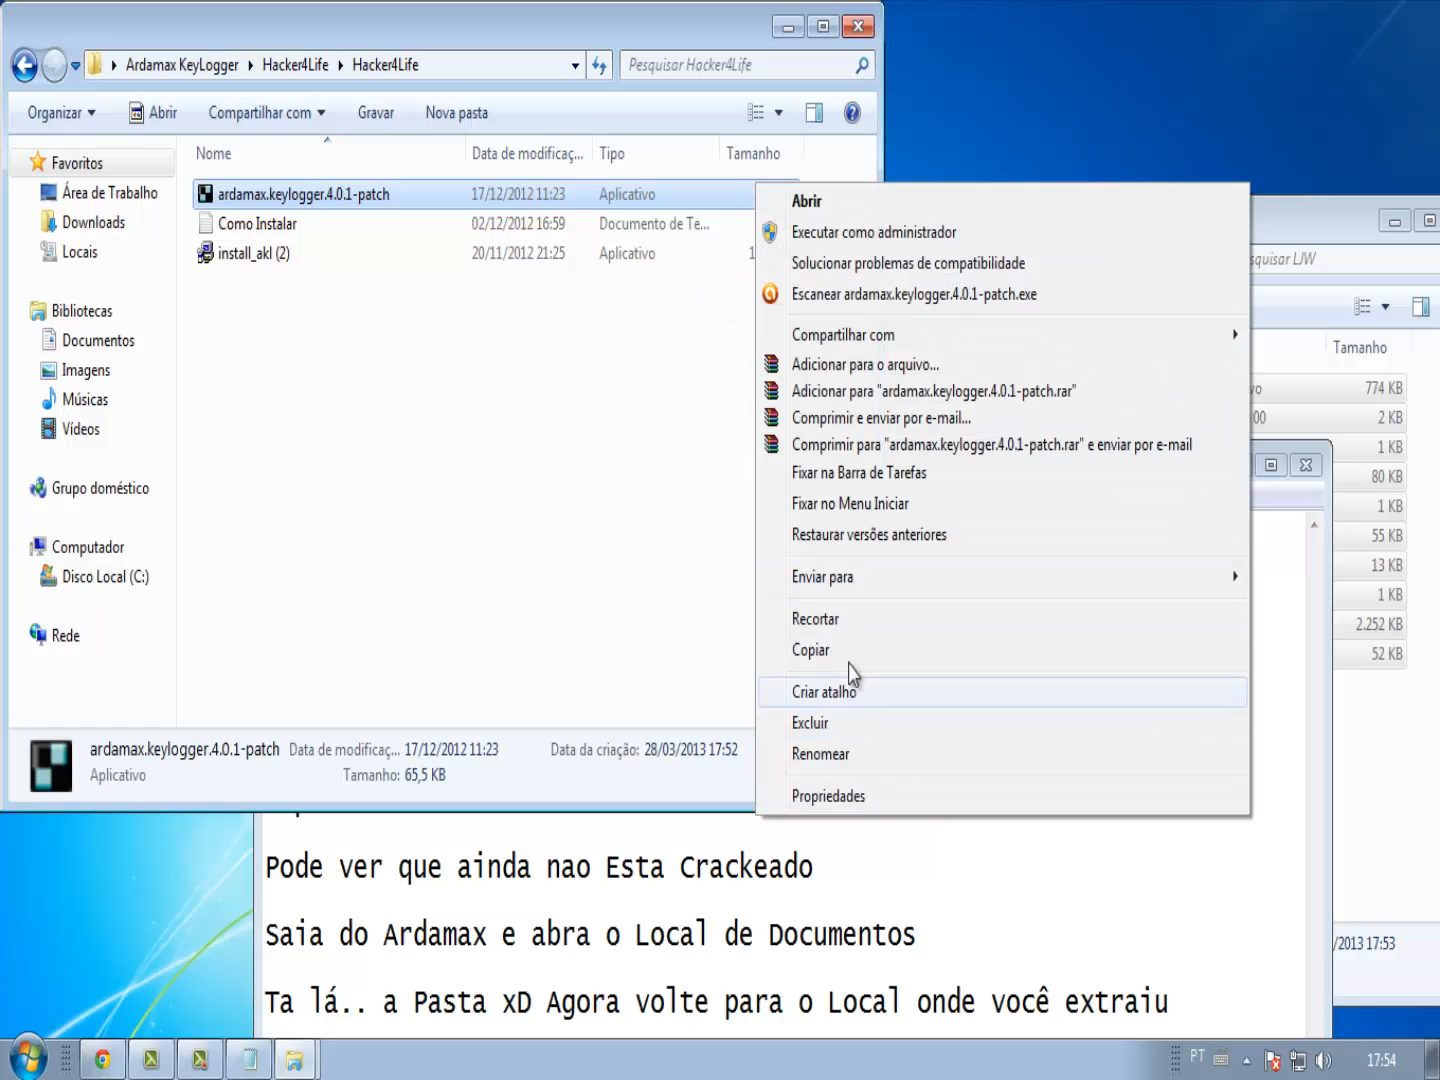 Ardamax KeyLogger
Hacker4Life
Hacker4Life
Pesquisar Hacker4Life
Organizar
Abrir
Compartilhar com
Gravar
Nova pasta
Favoritos
Área de Trabalho
Downloads
Locais
Bibliotecas
Documentos
Imagens
Músicas
Vídeos
Grupo doméstico
Computador
Disco Local (C:)
Rede
Nome
Data de modificaç...
Tipo
Tamanho
ardamax.keylogger.4.0.1-patch
17/12/2012 11:23
Aplicativo
Como Instalar
02/12/2012 16:59
Documento de Te...
install_akl (2)
20/11/2012 21:25
Aplicativo
1
Abrir
Executar como administrador
Solucionar problemas de compatibilidade
Escanear ardamax.keylogger.4.0.1-patch.exe
Compartilhar com
Adicionar para o arquivo...
Adicionar para "ardamax.keylogger.4.0.1-patch.rar"
Comprimir e enviar por e-mail...
Comprimir para "ardamax.keylogger.4.0.1-patch.rar" e enviar por e-mail
Fixar na Barra de Tarefas
Fixar no Menu Iniciar
Restaurar versões anteriores
Enviar para
Recortar
Copiar
Criar atalho
Excluir
Renomear
Propriedades
squisar LJW
Tamanho
vo
774 KB
00
2 KB
1 KB
80 KB
1 KB
55 KB
13 KB
1 KB
2.252 KB
52 KB
/2013 17:53
ardamax.keylogger.4.0.1-patch
Data de modificaç... 17/12/2012 11:23
Data da criação: 28/03/2013 17:52
Aplicativo
Tamanho: 65,5 KB
Pode ver que ainda nao Esta Crackeado
Saia do Ardamax e abra o Local de Documentos
Ta lá.. a Pasta xD Agora volte para o Local onde você extraiu
PT
17:54